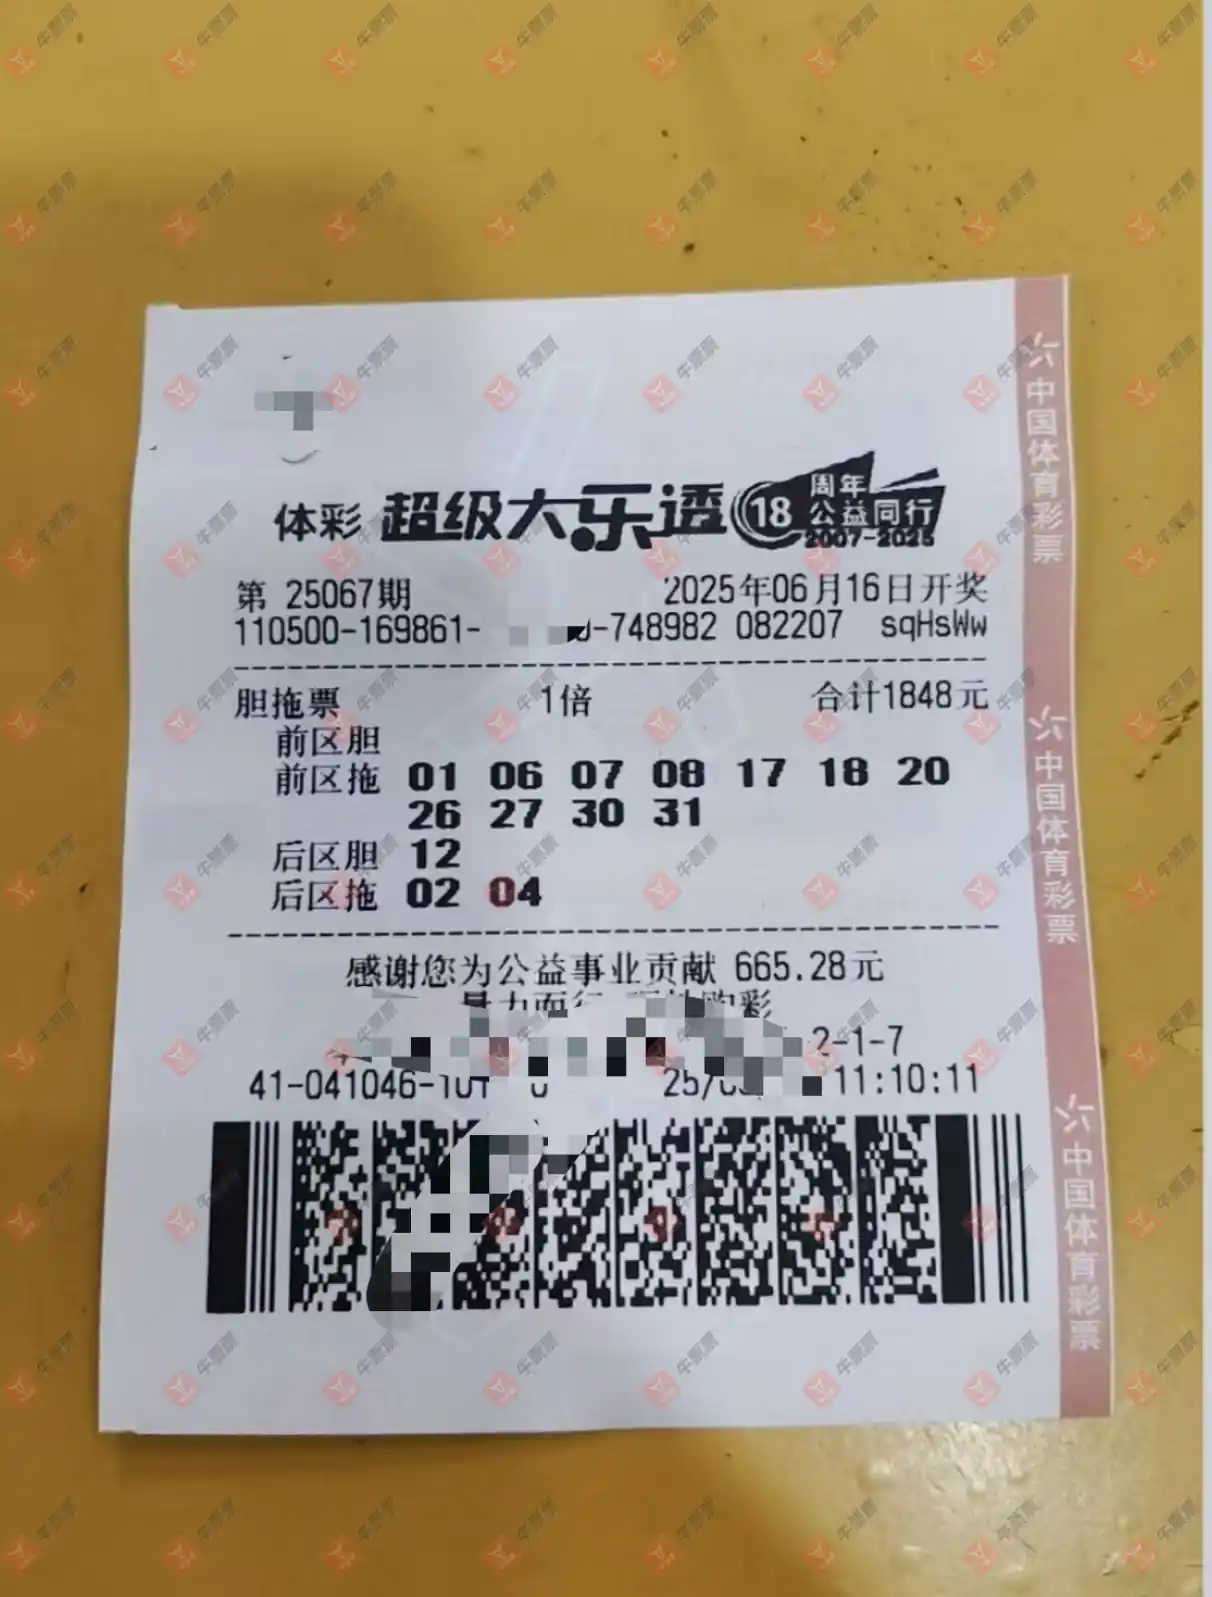 体彩 超级大乐透 18 周年
公益同行
2007-2025
第 25067期 2025年06月16日开奖
110500-169861- -748982 082207 sqHsWw
胆拖票 1倍 合计1848元
前区胆
前区拖 01 06 07 08 17 18 20
26 27 30 31
后区胆 12
后区拖 02 04
感谢您为公益事业贡献 665.28元
2-1-7
41-041046-101 25/ 11:10:11
中国体育彩票
中国体育彩票
中国体育彩票
牛票票